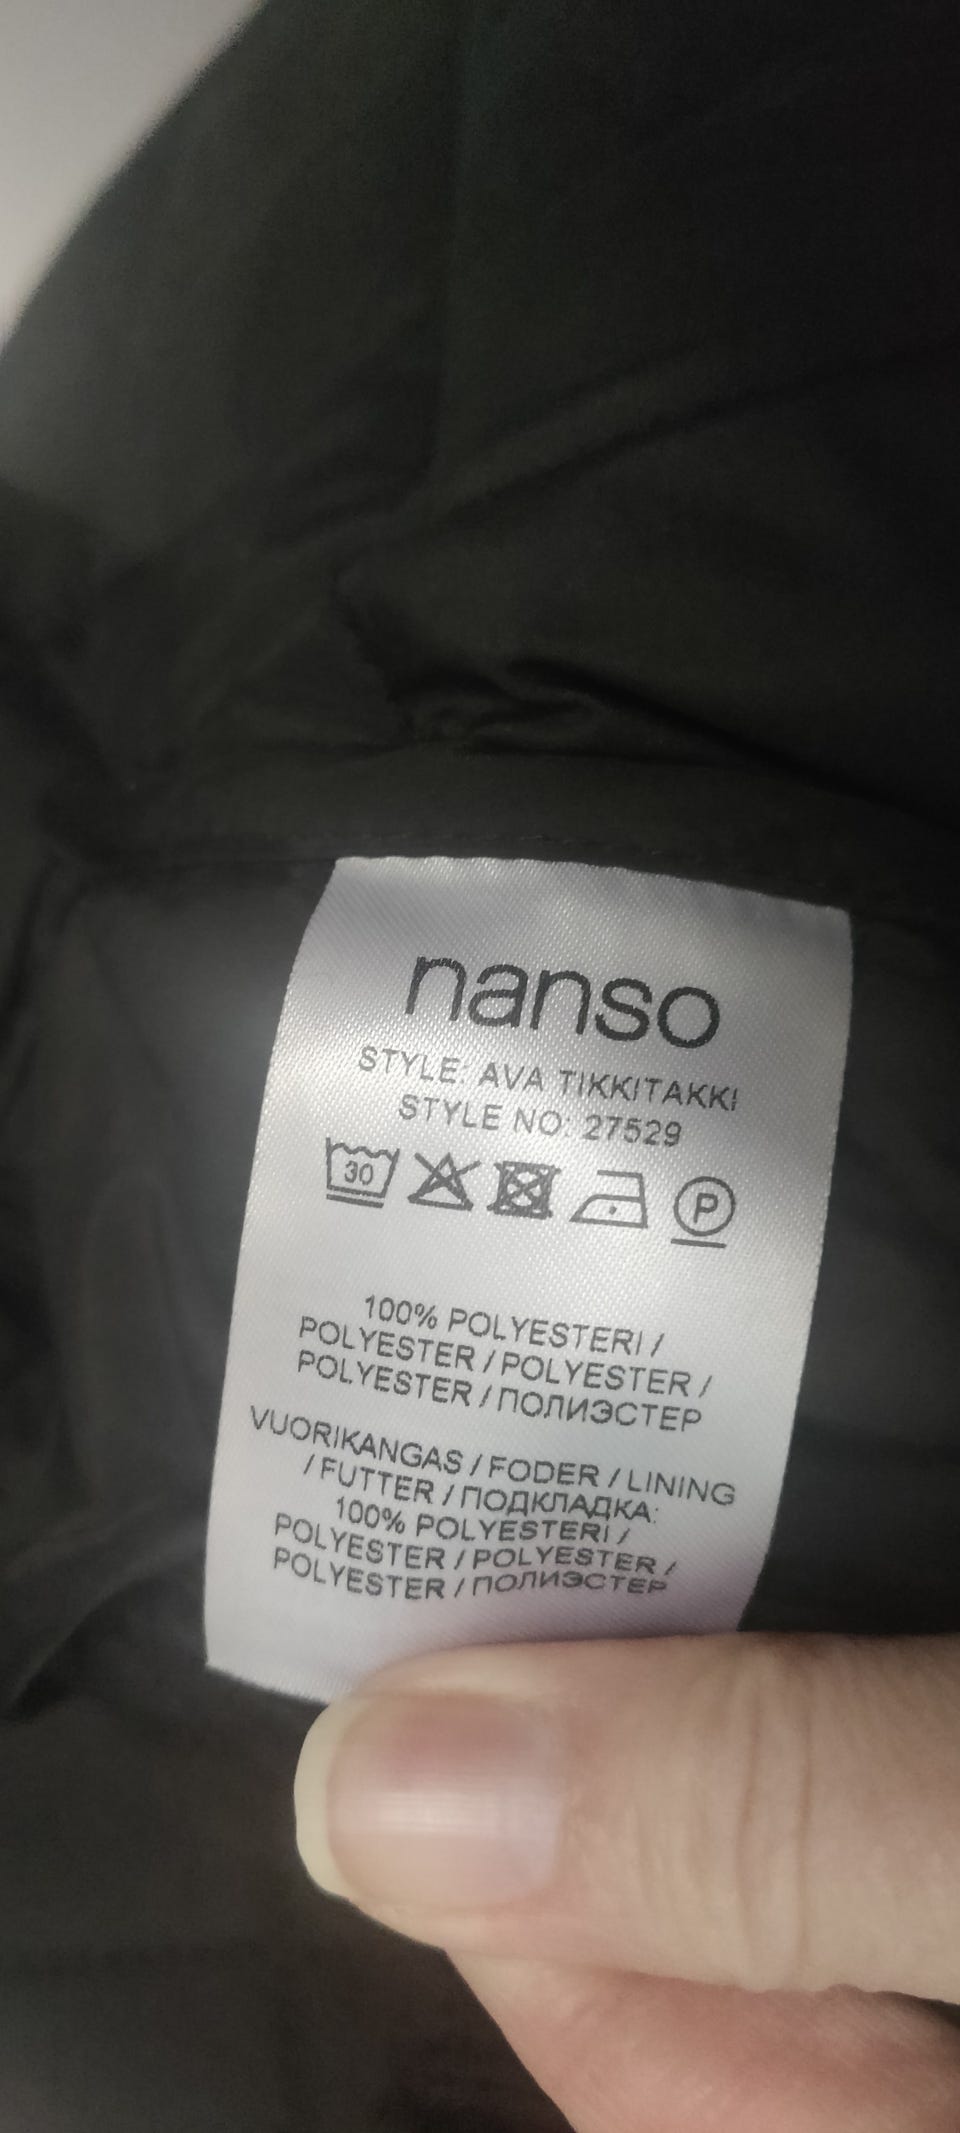 nanso
STYLE: AVA TIKKITAKKI
STYLE NO: 27529
30 P
100% POLYESTERI /
POLYESTER / POLYESTER /
POLYESTER / ПОЛИЭСТЕР
VUORIKANGAS / FODER / LINING
/ FUTTER / ПОДКЛАДКА:
100% POLYESTERI /
POLYESTER / POLYESTER /
POLYESTER / ПОЛИЭСТЕР